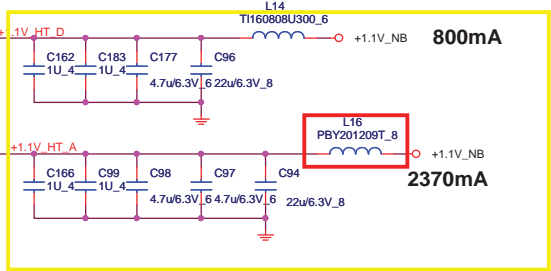 L14
TI160808U300_6
+1.1V_HT_D
+1.1V_NB
800mA
C162
1U_4
C183
1U_4
C177
4.7u/6.3V_6
C96
22u/6.3V_8
L16
PBY201209T_8
+1.1V_HT_A
+1.1V_NB
2370mA
C166
1U_4
C99
1U_4
C98
4.7u/6.3V_6
C97
4.7u/6.3V_6
C94
22u/6.3V_8